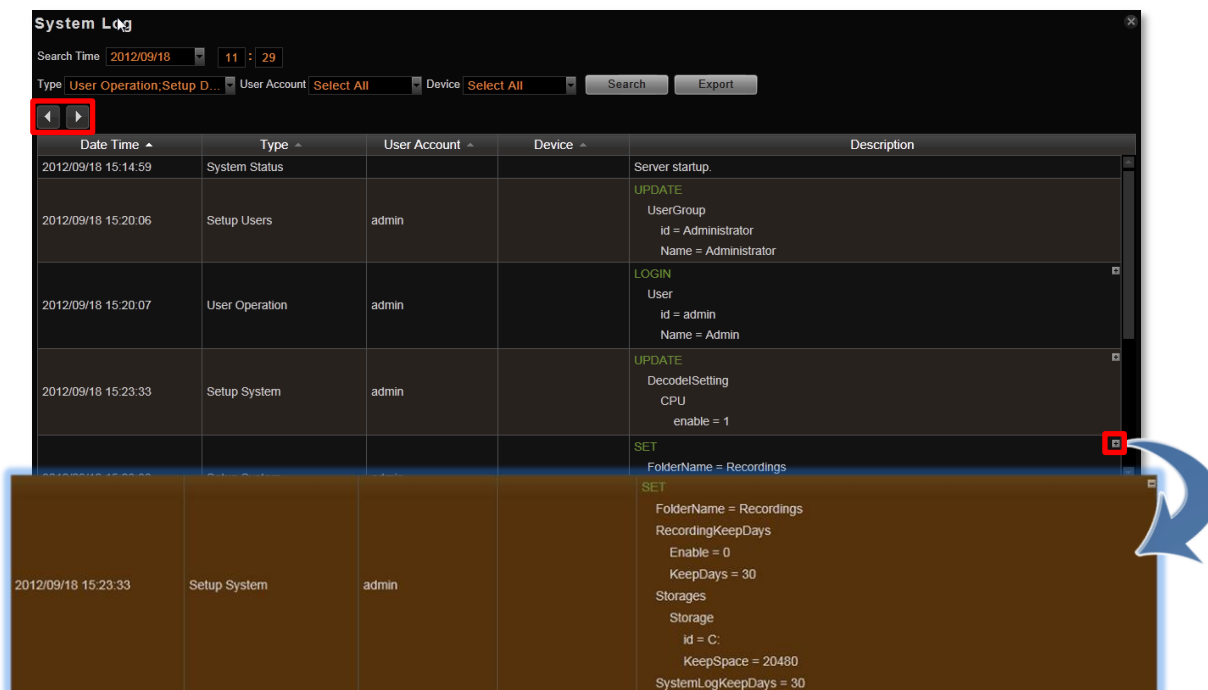 System Log
Search Time 2012/09/18 11 : 29
Type User Operation;Setup D... User Account Select All Device Select All Search Export
Date Time Type User Account Device Description
2012/09/18 15:14:59 System Status Server startup.
2012/09/18 15:20:06 Setup Users admin
UPDATE
UserGroup
id = Administrator
Name = Administrator
2012/09/18 15:20:07 User Operation admin
LOGIN
User
id = admin
Name = Admin
2012/09/18 15:23:33 Setup System admin
UPDATE
DecodelSetting
CPU
enable = 1
SET
FolderName = Recordings
2012/09/18 15:23:33 Setup System admin
SET
FolderName = Recordings
RecordingKeepDays
Enable = 0
KeepDays = 30
Storages
Storage
id = C:
KeepSpace = 20480
SystemLogKeepDays = 30